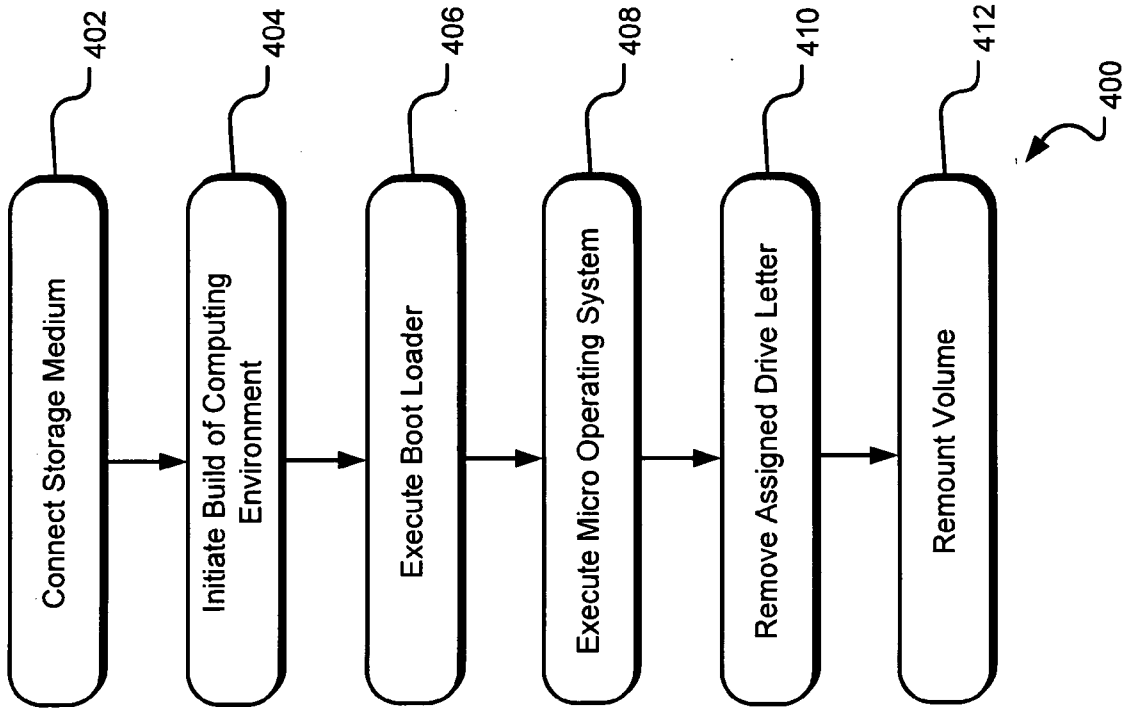 Connect Storage Medium
402
Initiate Build of Computing
Environment
404
Execute Boot Loader
406
Execute Micro Operating System
408
Remove Assigned Drive Letter
410
Remount Volume
412
400